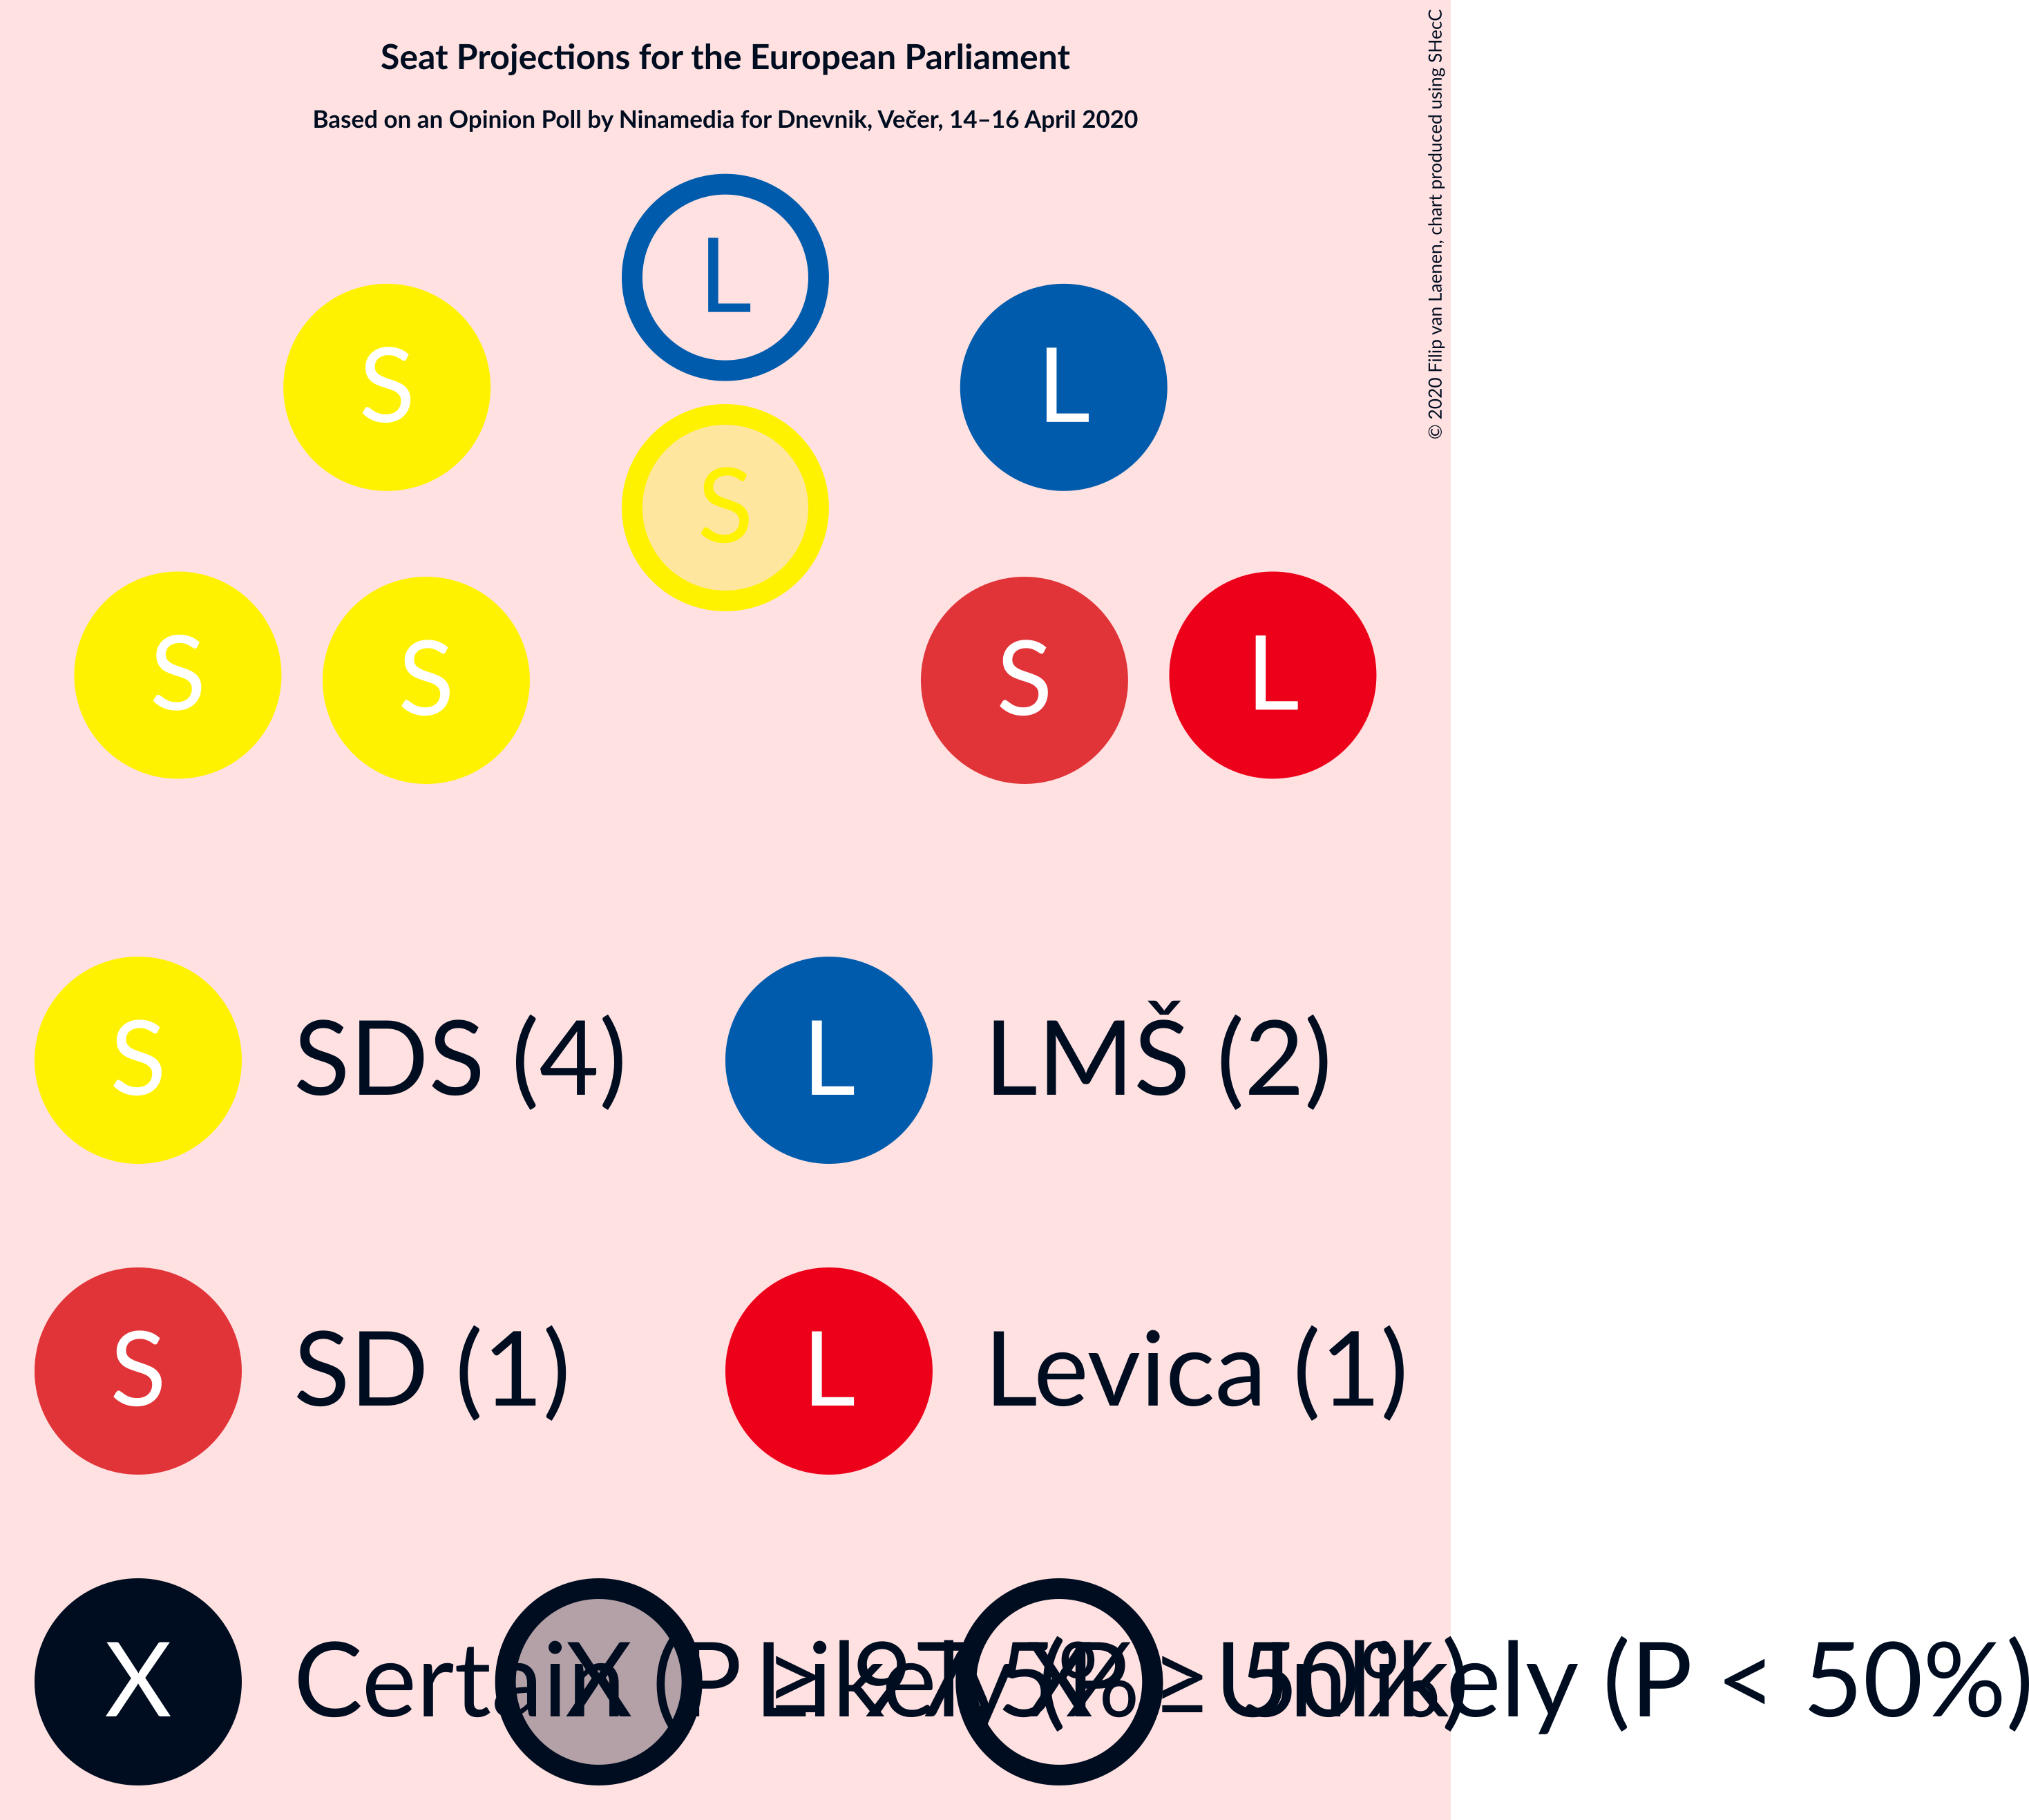 Seat Projections for the European Parliament
Based on an Opinion Poll by Ninamedia for Dnevnik, Večer, 14–16 April 2020
© 2020 Filip van Laenen, chart produced using SHecC
L
S
L
S
S
S
S
L
S SDS (4) L LMŠ (2)
S SD (1) L Levica (1)
X Certain (P ≥ 97.5%) X Likely (P ≥ 50%) X Unlikely (P < 50%)